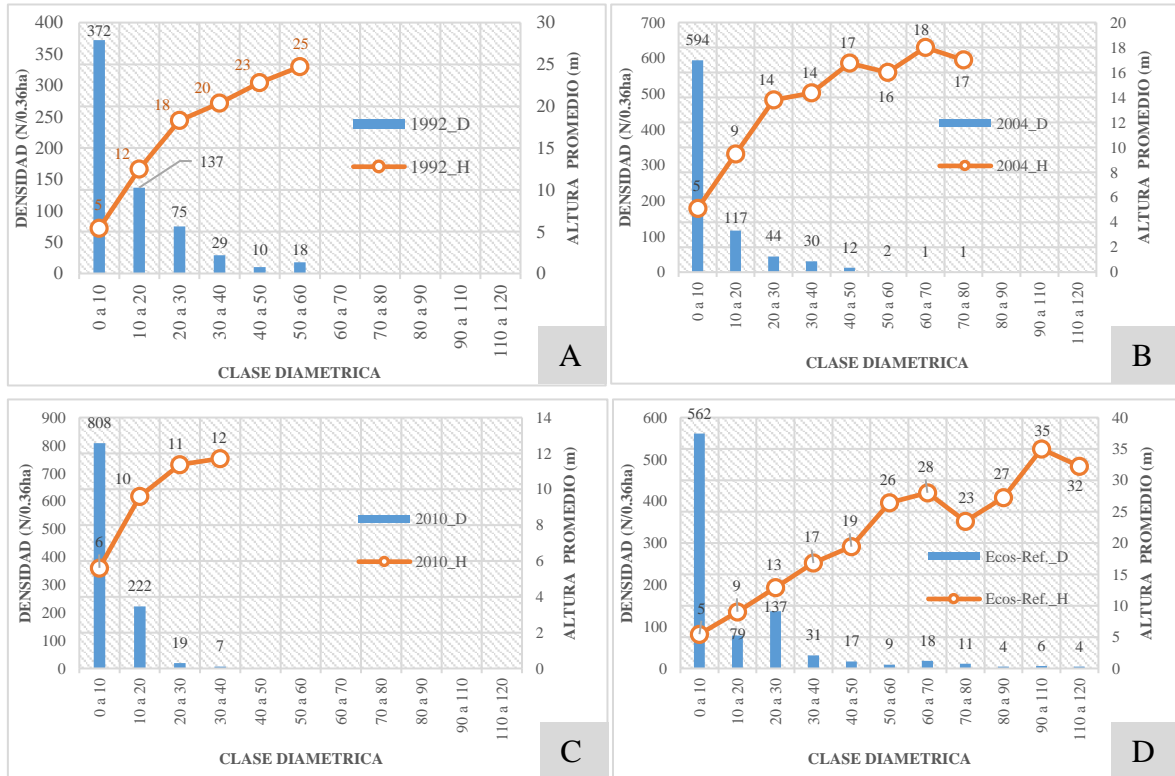 DENSIDAD (N/0.36ha)
400
350
300
250
200
150
100
50
0
372
137
75
29
10
18
5
12
18
20
23
25
1992_D
1992_H
30
25
20
15
10
5
0
ALTURA PROMEDIO (m)
0 a 10
10 a 20
20 a 30
30 a 40
40 a 50
50 a 60
60 a 70
70 a 80
80 a 90
90 a 110
110 a 120
CLASE DIAMETRICA
A
DENSIDAD (N/0.36ha)
700
600
500
400
300
200
100
0
594
117
44
30
12
2
1
1
5
9
14
14
17
16
18
17
2004_D
2004_H
20
18
16
14
12
10
8
6
4
2
0
ALTURA PROMEDIO (m)
0 a 10
10 a 20
20 a 30
30 a 40
40 a 50
50 a 60
60 a 70
70 a 80
80 a 90
90 a 110
110 a 120
CLASE DIAMETRICA
B
DENSIDAD (N/0.36ha)
900
800
700
600
500
400
300
200
100
0
808
222
19
7
6
10
11
12
2010_D
2010_H
14
12
10
8
6
4
2
0
ALTURA PROMEDIO (m)
0 a 10
10 a 20
20 a 30
30 a 40
40 a 50
50 a 60
60 a 70
70 a 80
80 a 90
90 a 110
110 a 120
CLASE DIAMETRICA
C
DENSIDAD (N/0.36ha)
600
500
400
300
200
100
0
562
79
137
31
17
9
18
11
4
6
4
5
9
13
17
19
26
28
23
27
35
32
Ecos-Ref._D
Ecos-Ref._H
40
35
30
25
20
15
10
5
0
ALTURA PROMEDIO (m)
0 a 10
10 a 20
20 a 30
30 a 40
40 a 50
50 a 60
60 a 70
70 a 80
80 a 90
90 a 110
110 a 120
CLASE DIAMETRICA
D